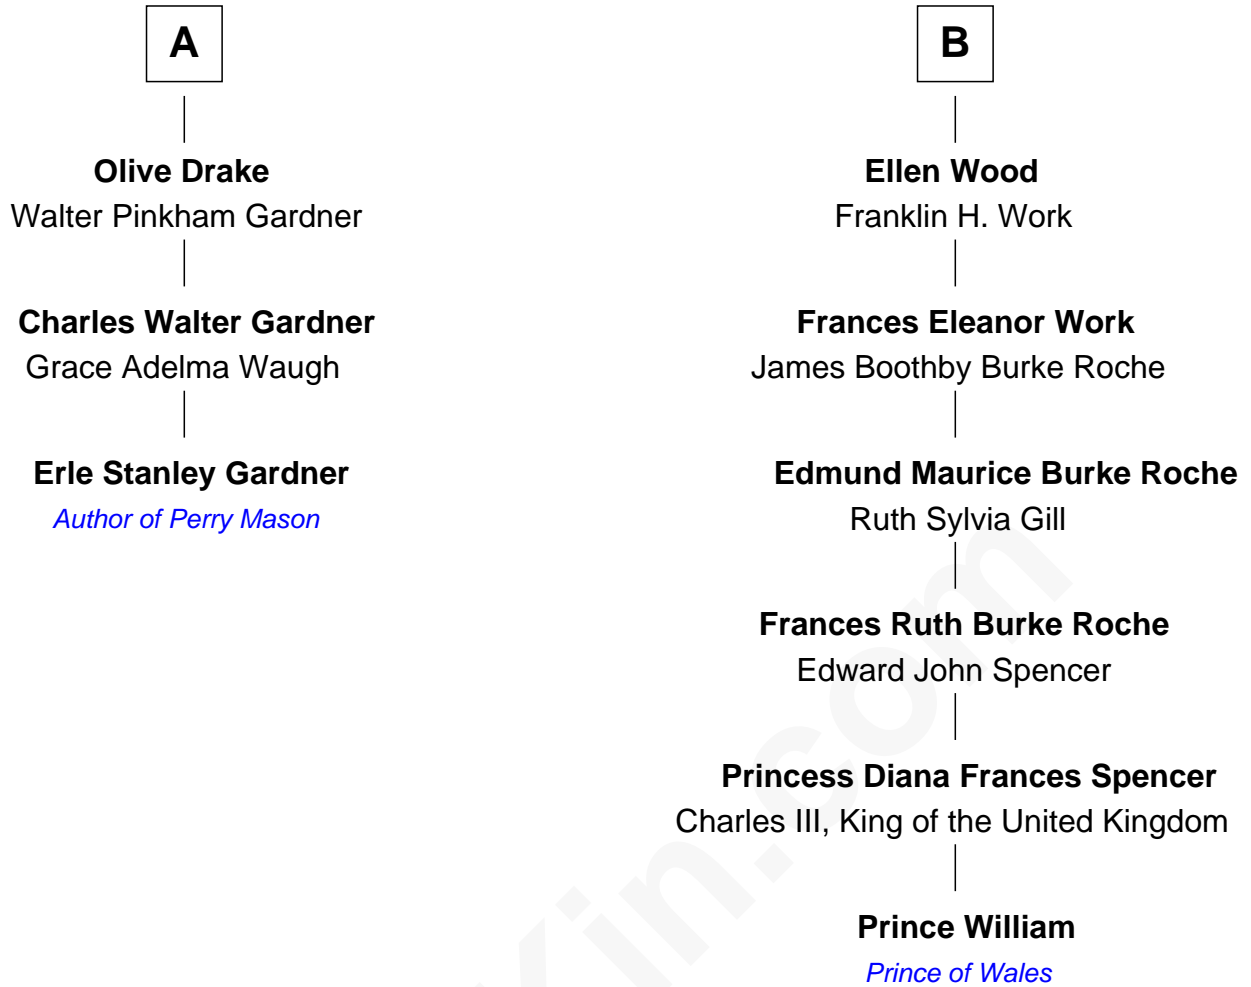 A
Olive Drake
Walter Pinkham Gardner
Charles Walter Gardner
Grace Adelma Waugh
Erle Stanley Gardner
Author of Perry Mason
B
Ellen Wood
Franklin H. Work
Frances Eleanor Work
James Boothby Burke Roche
Edmund Maurice Burke Roche
Ruth Sylvia Gill
Frances Ruth Burke Roche
Edward John Spencer
Princess Diana Frances Spencer
Charles III, King of the United Kingdom
Prince William
Prince of Wales
Kin.com